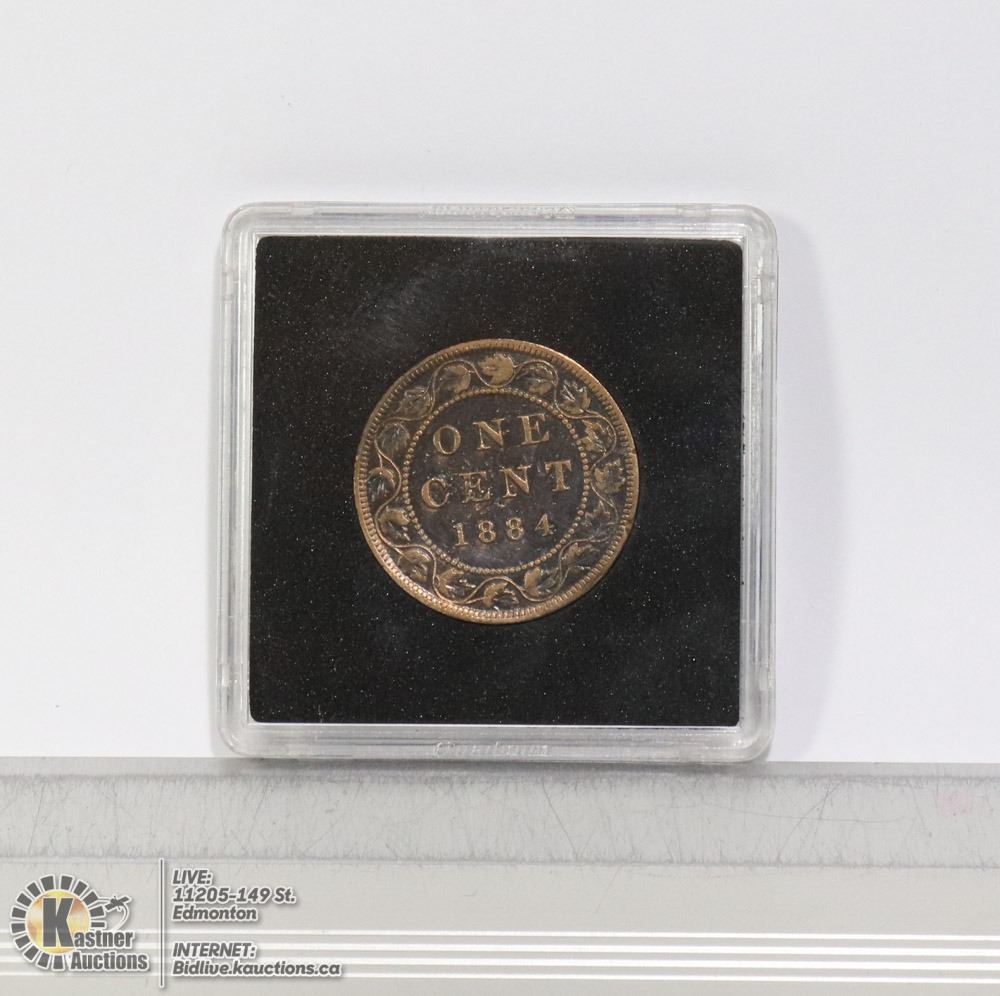 ONE
CENT
1884
Kastner
Auctions
LIVE:
11205-149 St.
Edmonton
INTERNET:
Bidlive.kauctions.ca